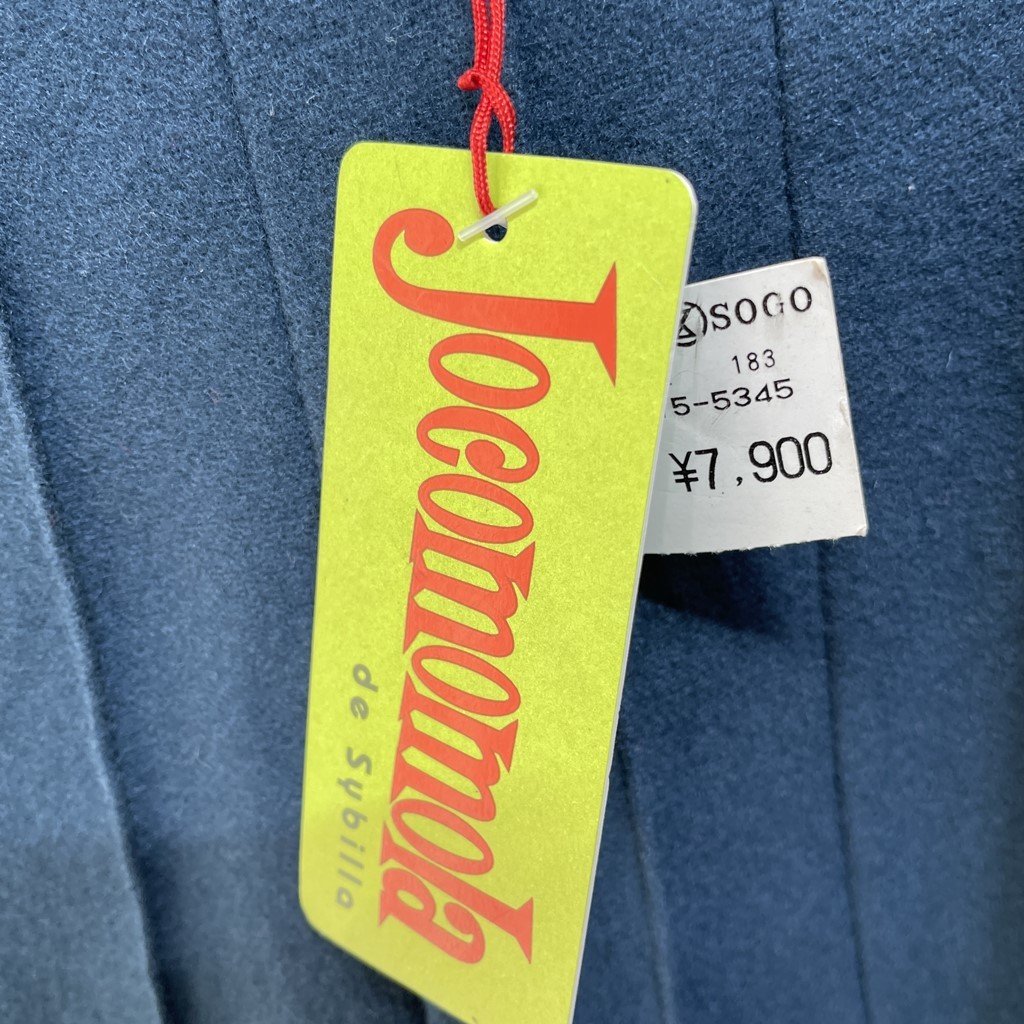 Jocomomola
de Sybilla
SOGO
183
5-5345
¥7,900